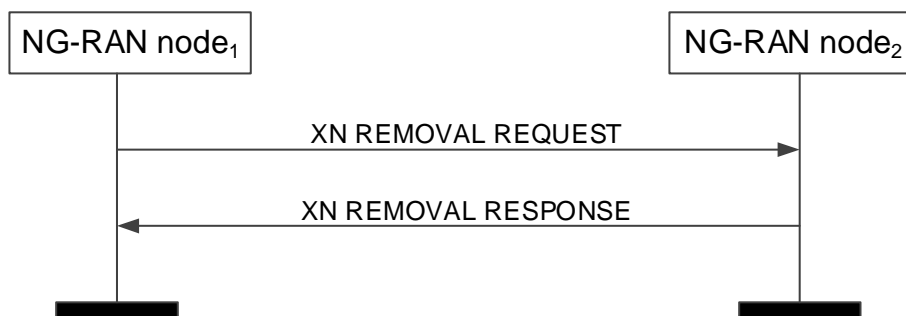 NG-RAN node₁
NG-RAN node₂
XN REMOVAL REQUEST
XN REMOVAL RESPONSE